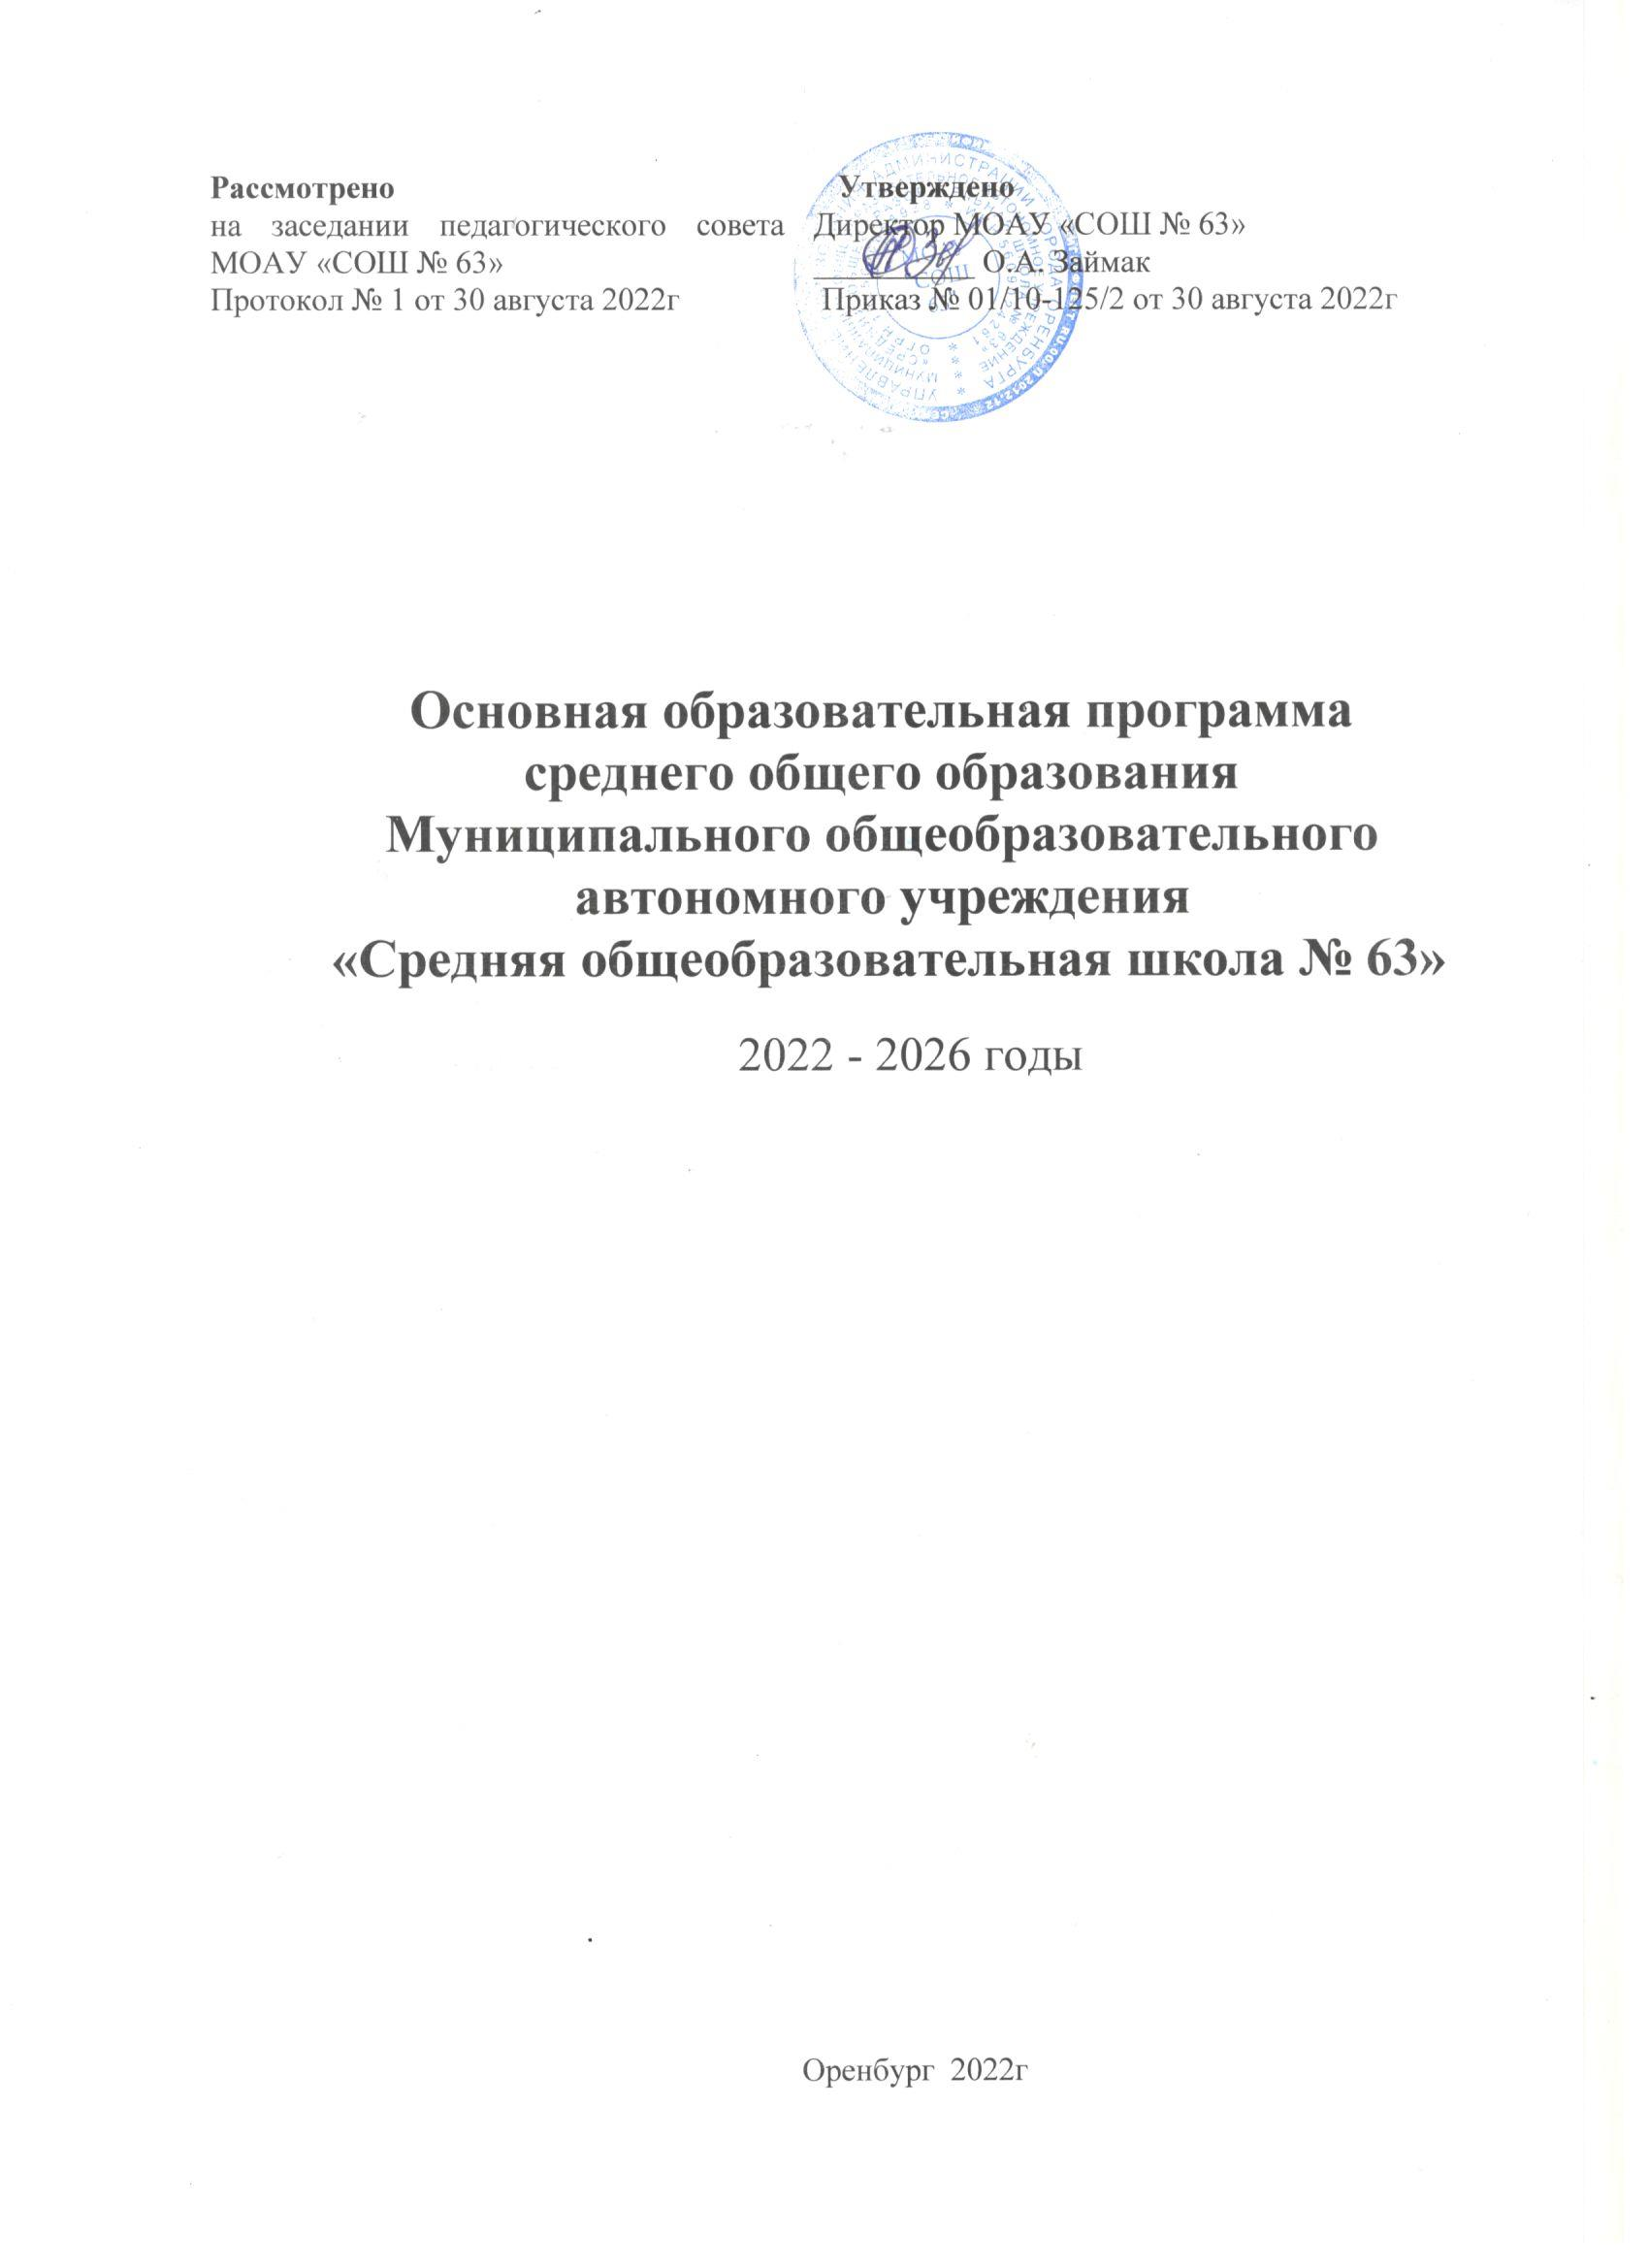 Рассмотрено
на заседании педагогического совета
МОАУ «СОШ № 63»
Протокол № 1 от 30 августа 2022г
Утверждено
Директор МОАУ «СОШ № 63»
О.А. Займак
Приказ № 01/10-125/2 от 30 августа 2022г
Основная образовательная программа
среднего общего образования
Муниципального общеобразовательного
автономного учреждения
«Средняя общеобразовательная школа № 63»
2022 - 2026 годы
Оренбург 2022г